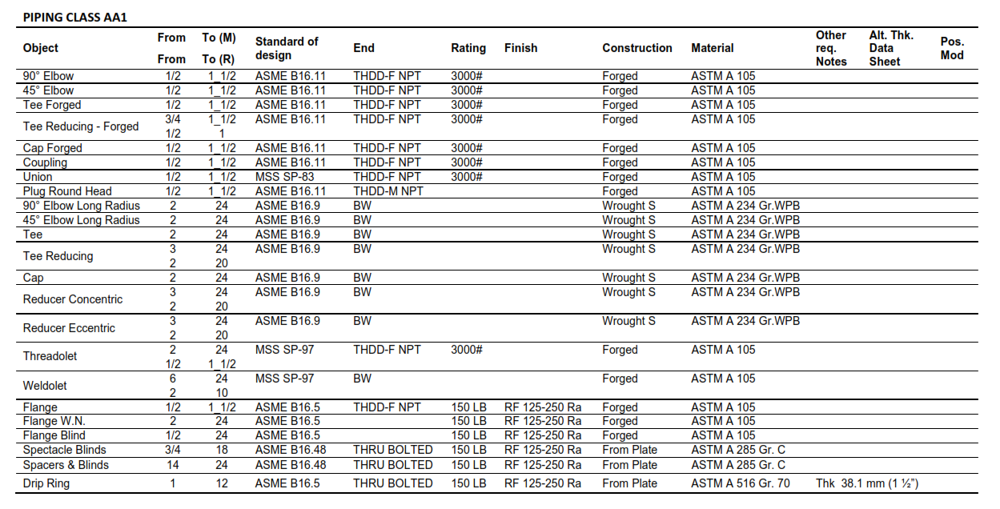 PIPING CLASS AA1
Object From To (M) Standard of design End Rating Finish Construction Material Other req. Notes Alt. Thk. Data Sheet Pos. Mod
From To (R)
90° Elbow 1/2 1_1/2 ASME B16.11 THDD-F NPT 3000# Forged ASTM A 105
45° Elbow 1/2 1_1/2 ASME B16.11 THDD-F NPT 3000# Forged ASTM A 105
Tee Forged 1/2 1_1/2 ASME B16.11 THDD-F NPT 3000# Forged ASTM A 105
Tee Reducing - Forged 3/4 1_1/2 ASME B16.11 THDD-F NPT 3000# Forged ASTM A 105
1/2 1
Cap Forged 1/2 1_1/2 ASME B16.11 THDD-F NPT 3000# Forged ASTM A 105
Coupling 1/2 1_1/2 ASME B16.11 THDD-F NPT 3000# Forged ASTM A 105
Union 1/2 1_1/2 MSS SP-83 THDD-F NPT 3000# Forged ASTM A 105
Plug Round Head 1/2 1_1/2 ASME B16.11 THDD-M NPT Forged ASTM A 105
90° Elbow Long Radius 2 24 ASME B16.9 BW Wrought S ASTM A 234 Gr.WPB
45° Elbow Long Radius 2 24 ASME B16.9 BW Wrought S ASTM A 234 Gr.WPB
Tee 2 24 ASME B16.9 BW Wrought S ASTM A 234 Gr.WPB
Tee Reducing 3 24 ASME B16.9 BW Wrought S ASTM A 234 Gr.WPB
2 20
Cap 2 24 ASME B16.9 BW Wrought S ASTM A 234 Gr.WPB
Reducer Concentric 3 24 ASME B16.9 BW Wrought S ASTM A 234 Gr.WPB
2 20
Reducer Eccentric 3 24 ASME B16.9 BW Wrought S ASTM A 234 Gr.WPB
2 20
Threadolet 2 24 MSS SP-97 THDD-F NPT 3000# Forged ASTM A 105
1/2 1_1/2
Weldolet 6 24 MSS SP-97 BW Forged ASTM A 105
2 10
Flange 1/2 1_1/2 ASME B16.5 THDD-F NPT 150 LB RF 125-250 Ra Forged ASTM A 105
Flange W.N. 2 24 ASME B16.5 150 LB RF 125-250 Ra Forged ASTM A 105
Flange Blind 1/2 24 ASME B16.5 150 LB RF 125-250 Ra Forged ASTM A 105
Spectacle Blinds 3/4 18 ASME B16.48 THRU BOLTED 150 LB RF 125-250 Ra From Plate ASTM A 285 Gr. C
Spacers & Blinds 14 24 ASME B16.48 THRU BOLTED 150 LB RF 125-250 Ra From Plate ASTM A 285 Gr. C
Drip Ring 1 12 ASME B16.5 THRU BOLTED 150 LB RF 125-250 Ra From Plate ASTM A 516 Gr. 70 Thk 38.1 mm (1 ½”)